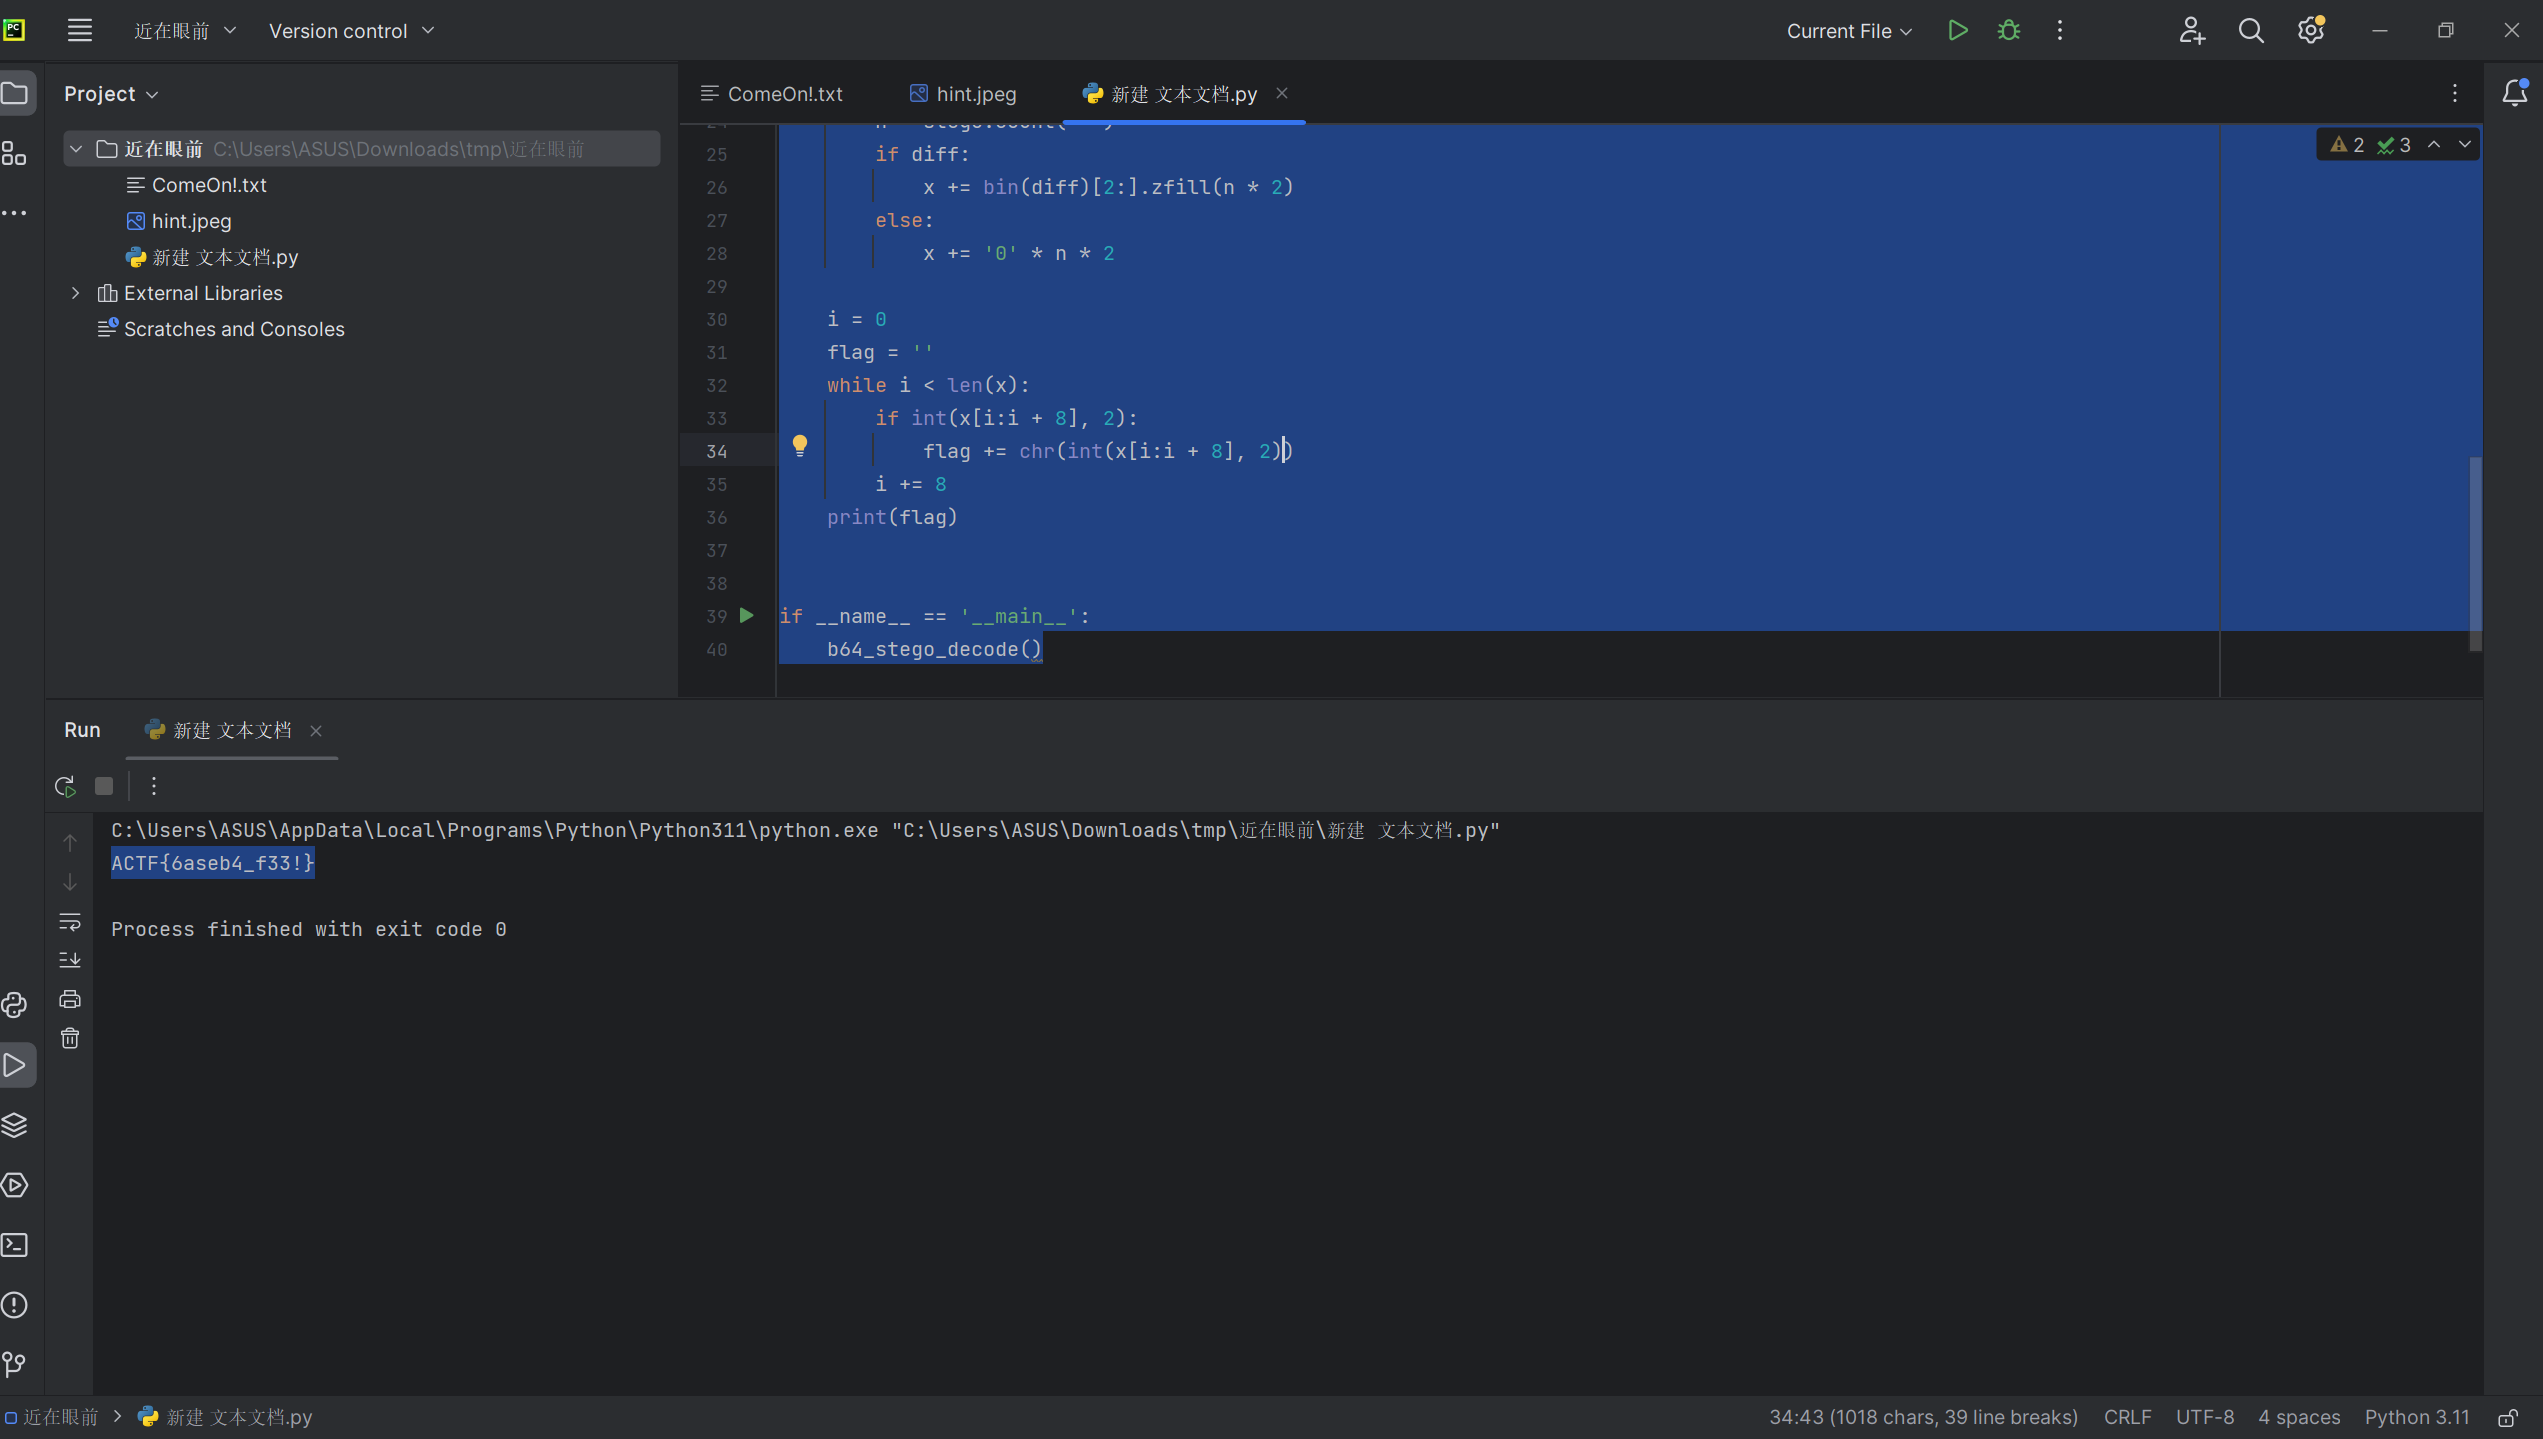 PC
近在眼前
Version control
Current File
Project
ComeOn!.txt
hint.jpeg
新建 文本文档.py
近在眼前 C:\Users\ASUS\Downloads\tmp\近在眼前
ComeOn!.txt
hint.jpeg
新建 文本文档.py
External Libraries
Scratches and Consoles
2 3
25 if diff:
26 x += bin(diff)[2:].zfill(n * 2)
27 else:
28 x += '0' * n * 2
29
30 i = 0
31 flag = ''
32 while i < len(x):
33 if int(x[i:i + 8], 2):
34 flag += chr(int(x[i:i + 8], 2))
35 i += 8
36 print(flag)
37
38
39 if __name__ == '__main__':
40 b64_stego_decode()
Run
新建 文本文档
C:\Users\ASUS\AppData\Local\Programs\Python\Python311\python.exe "C:\Users\ASUS\Downloads\tmp\近在眼前\新建 文本文档.py"
ACTF{6aseb4_f33!}
Process finished with exit code 0
近在眼前 > 新建 文本文档.py
34:43 (1018 chars, 39 line breaks) CRLF UTF-8 4 spaces Python 3.11